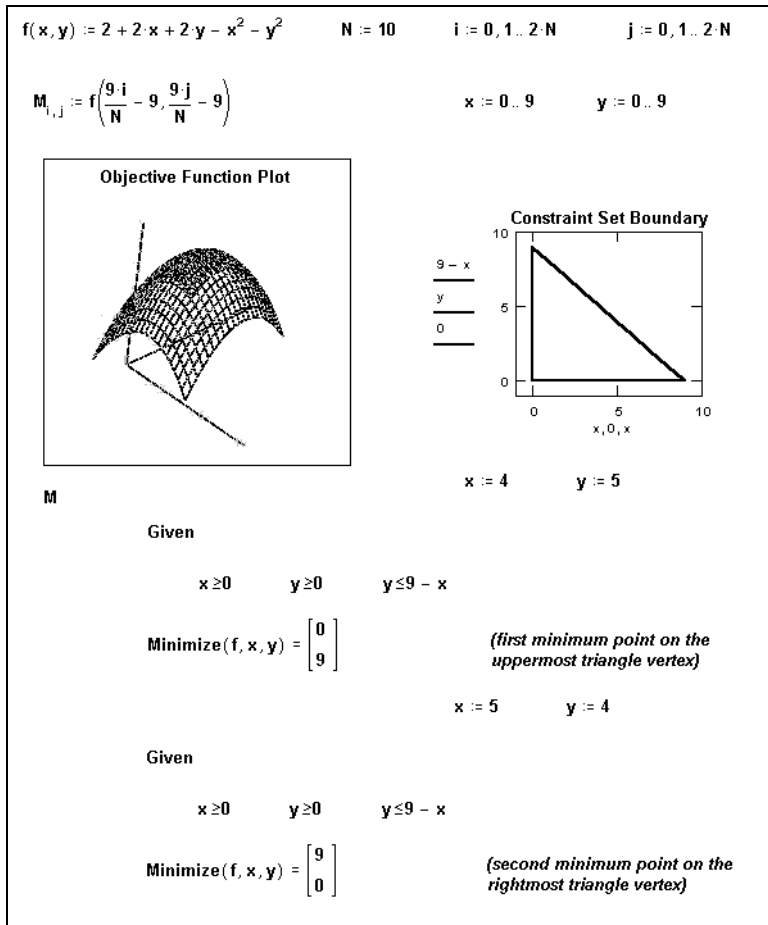 f(x, y) := 2 + 2·x + 2·y − x² − y² N := 10 i := 0, 1 .. 2·N j := 0, 1 .. 2·N
M i, j := f(9·i/N − 9, 9·j/N − 9) x := 0 .. 9 y := 0 .. 9
Objective Function Plot
M
Constraint Set Boundary
9 − x
y
0
10
5
0
0 5 10
x, 0, x
x := 4 y := 5
Given
x ≥ 0 y ≥ 0 y ≤ 9 − x
Minimize(f, x, y) = [0 9]
(first minimum point on the
uppermost triangle vertex)
x := 5 y := 4
Given
x ≥ 0 y ≥ 0 y ≤ 9 − x
Minimize(f, x, y) = [9 0]
(second minimum point on the
rightmost triangle vertex)